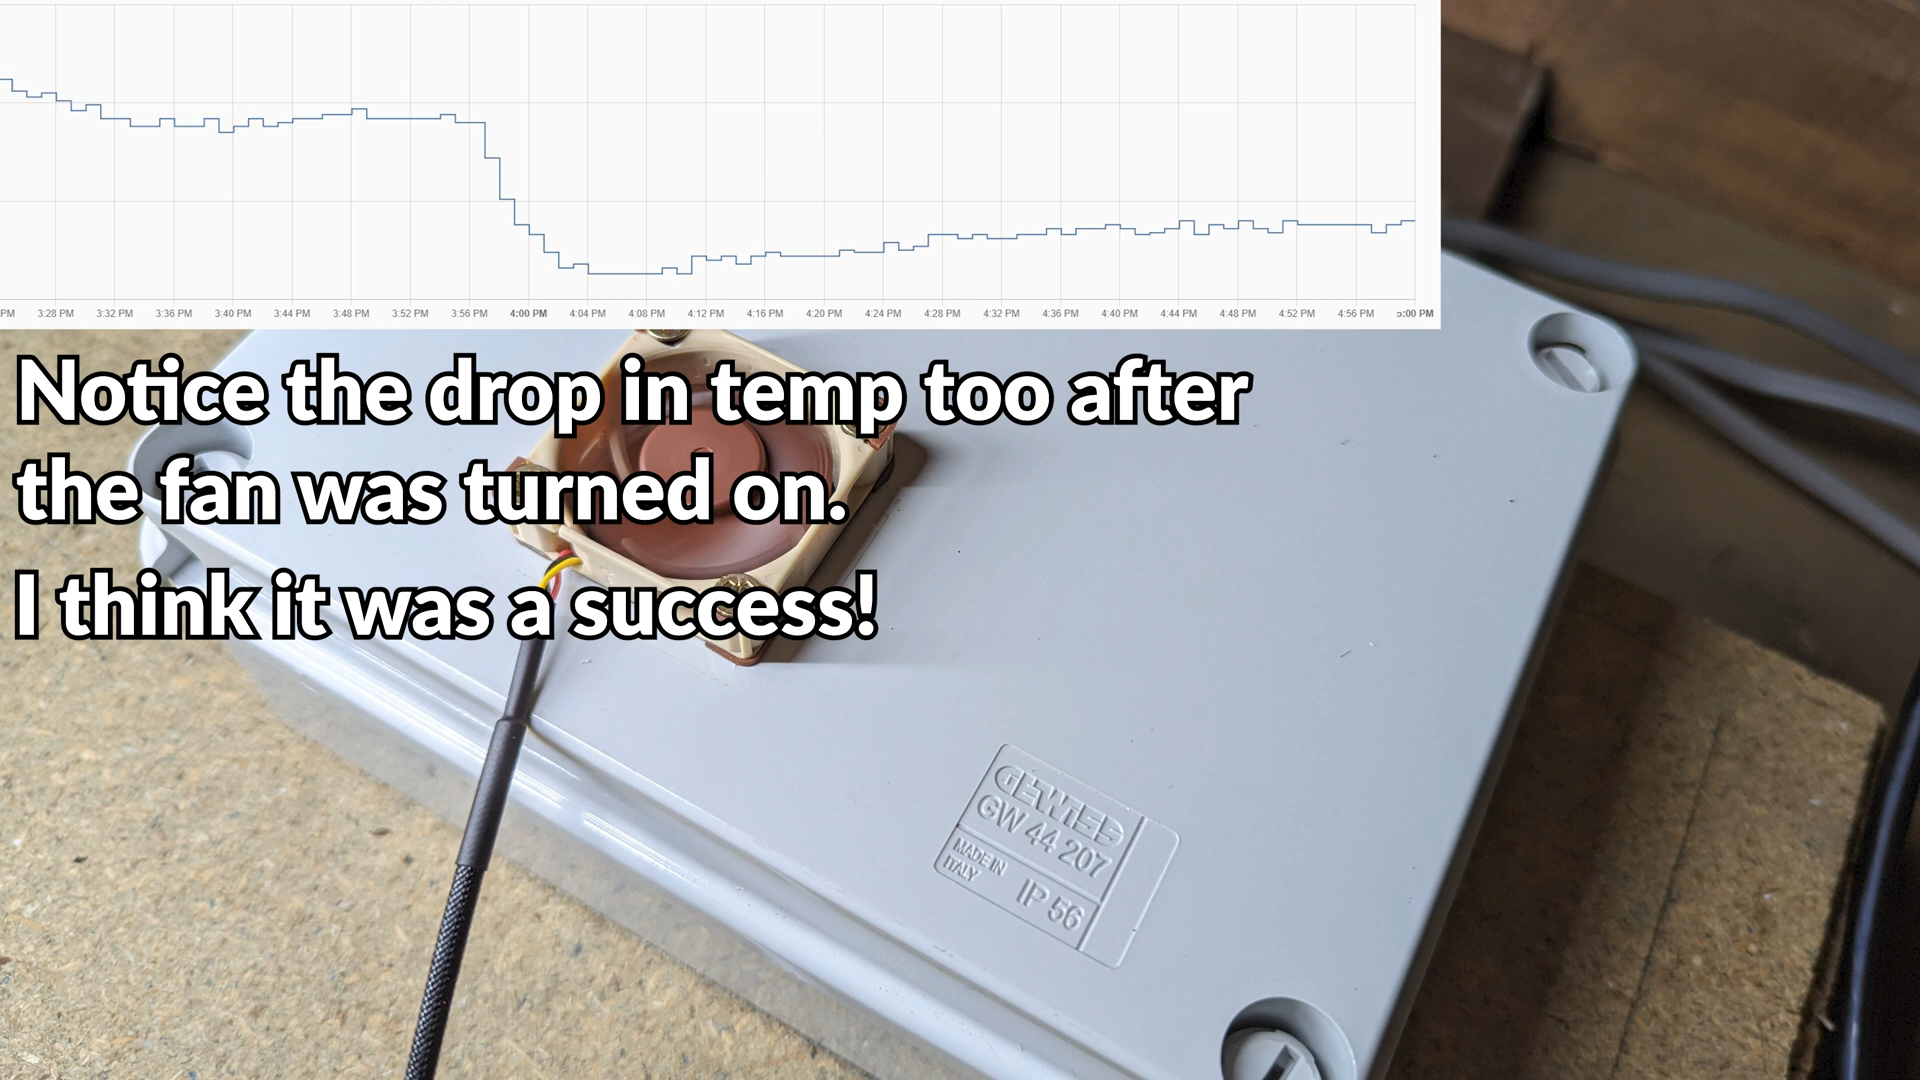 PM 3:28 PM 3:32 PM 3:36 PM 3:40 PM 3:44 PM 3:48 PM 3:52 PM 3:56 PM 4:00 PM 4:04 PM 4:08 PM 4:12 PM 4:16 PM 4:20 PM 4:24 PM 4:28 PM 4:32 PM 4:36 PM 4:40 PM 4:44 PM 4:48 PM 4:52 PM 4:56 PM 5:00 PM
Notice the drop in temp too after
the fan was turned on.
I think it was a success!
GEWISS
GW 44 207
MADE IN
ITALY
IP 56